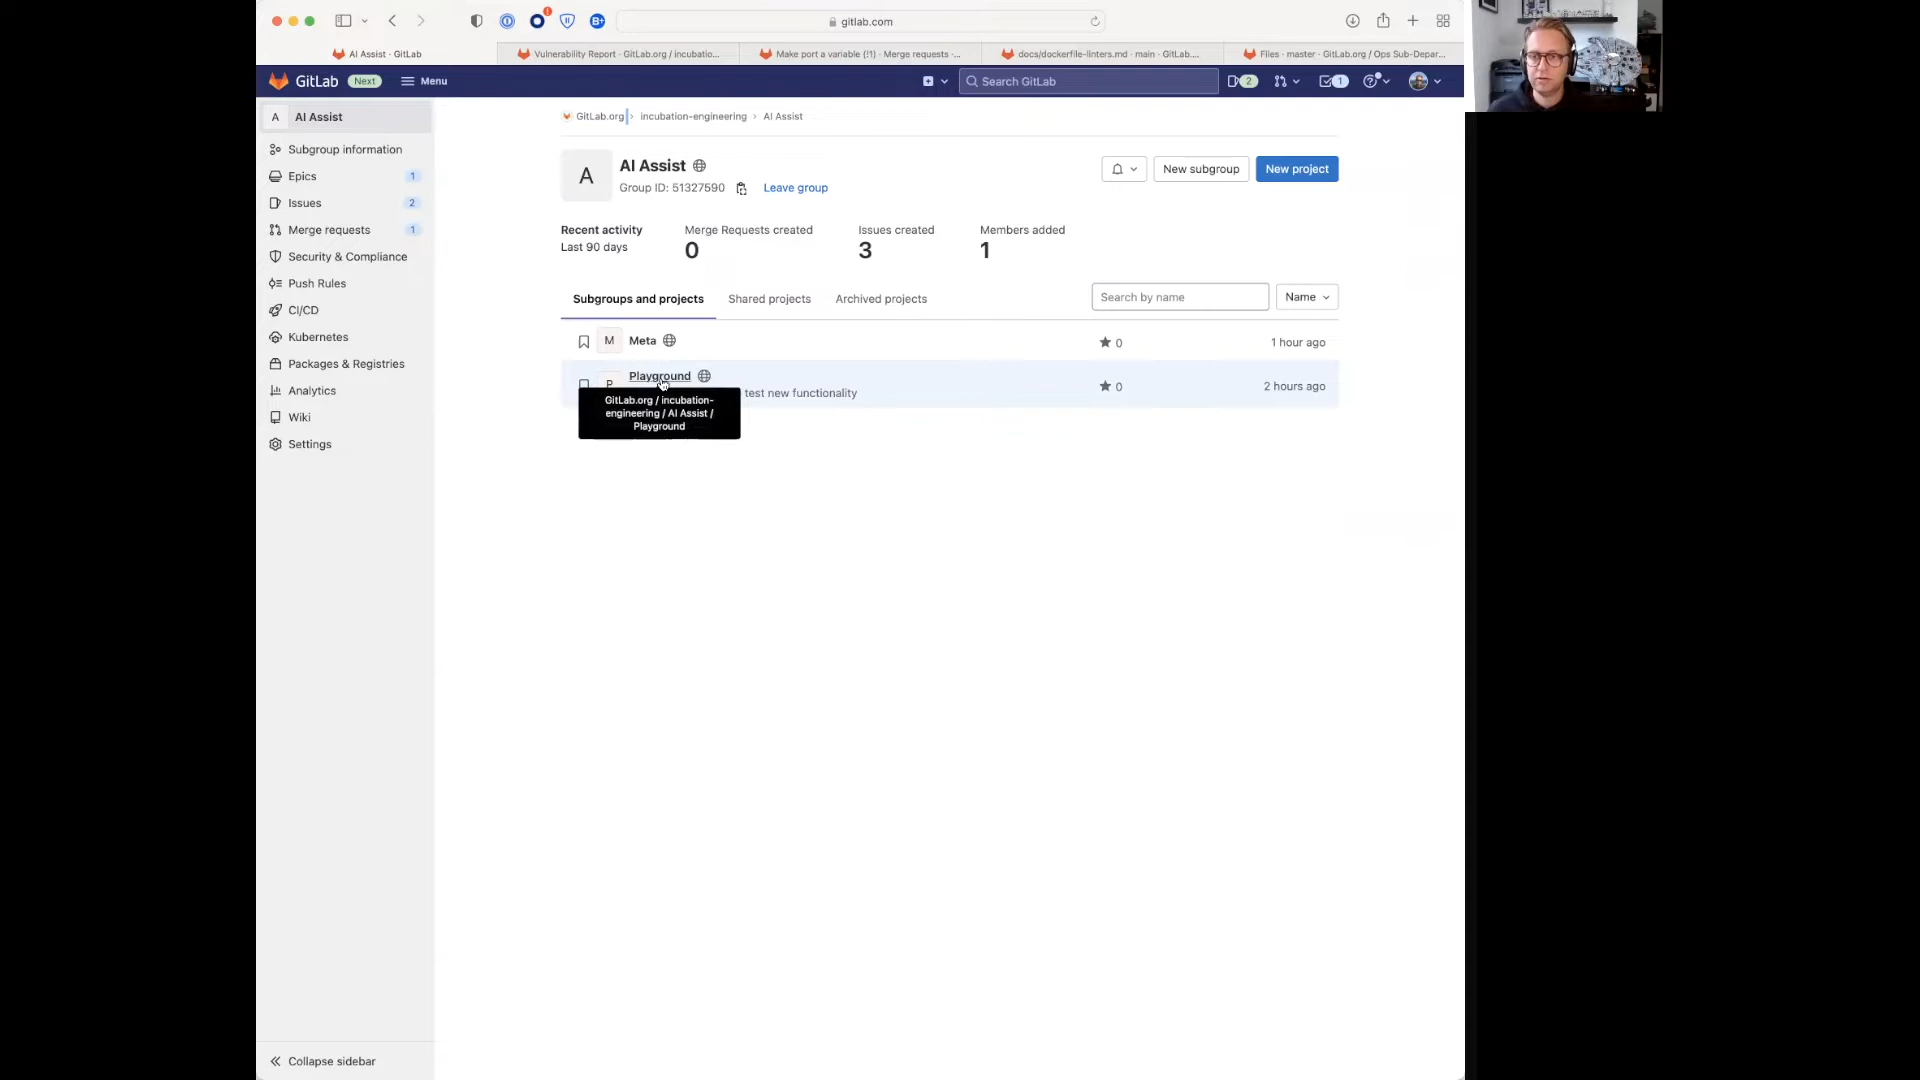 gitlab.com
AI Assist · GitLab
Vulnerability Report · GitLab.org / incubatio...
Make port a variable (!1) · Merge requests ·...
docs/dockerfile-linters.md · main · GitLab....
Files · master · GitLab.org / Ops Sub-Depar...
GitLab
Next
Menu
Search GitLab
2
1
A
AI Assist
Subgroup information
Epics
1
Issues
2
Merge requests
1
Security & Compliance
Push Rules
CI/CD
Kubernetes
Packages & Registries
Analytics
Wiki
Settings
Collapse sidebar
GitLab.org › incubation-engineering › AI Assist
A
AI Assist
Group ID: 51327590
Leave group
New subgroup
New project
Recent activity
Last 90 days
Merge Requests created
0
Issues created
3
Members added
1
Subgroups and projects
Shared projects
Archived projects
Search by name
Name
M
Meta
0
1 hour ago
P
Playground
test new functionality
0
2 hours ago
GitLab.org / incubation-
engineering / AI Assist /
Playground